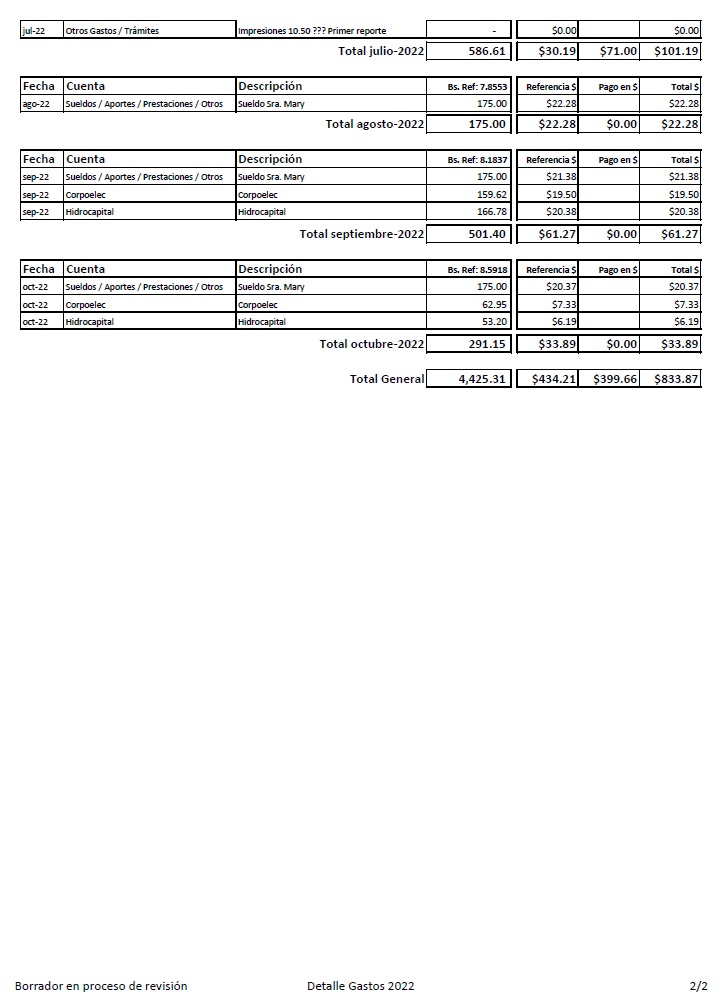 jul-22 Otros Gastos / Trámites Impresiones 10.50 ??? Primer reporte - $0.00 $0.00
Total julio-2022 586.61 $30.19 $71.00 $101.19
Fecha Cuenta Descripción Bs. Ref: 7.8553 Referencia $ Pago en $ Total $
ago-22 Sueldos / Aportes / Prestaciones / Otros Sueldo Sra. Mary 175.00 $22.28 $22.28
Total agosto-2022 175.00 $22.28 $0.00 $22.28
Fecha Cuenta Descripción Bs. Ref: 8.1837 Referencia $ Pago en $ Total $
sep-22 Sueldos / Aportes / Prestaciones / Otros Sueldo Sra. Mary 175.00 $21.38 $21.38
sep-22 Corpoelec Corpoelec 159.62 $19.50 $19.50
sep-22 Hidrocapital Hidrocapital 166.78 $20.38 $20.38
Total septiembre-2022 501.40 $61.27 $0.00 $61.27
Fecha Cuenta Descripción Bs. Ref: 8.5918 Referencia $ Pago en $ Total $
oct-22 Sueldos / Aportes / Prestaciones / Otros Sueldo Sra. Mary 175.00 $20.37 $20.37
oct-22 Corpoelec Corpoelec 62.95 $7.33 $7.33
oct-22 Hidrocapital Hidrocapital 53.20 $6.19 $6.19
Total octubre-2022 291.15 $33.89 $0.00 $33.89
Total General 4,425.31 $434.21 $399.66 $833.87
Borrador en proceso de revisión Detalle Gastos 2022 2/2